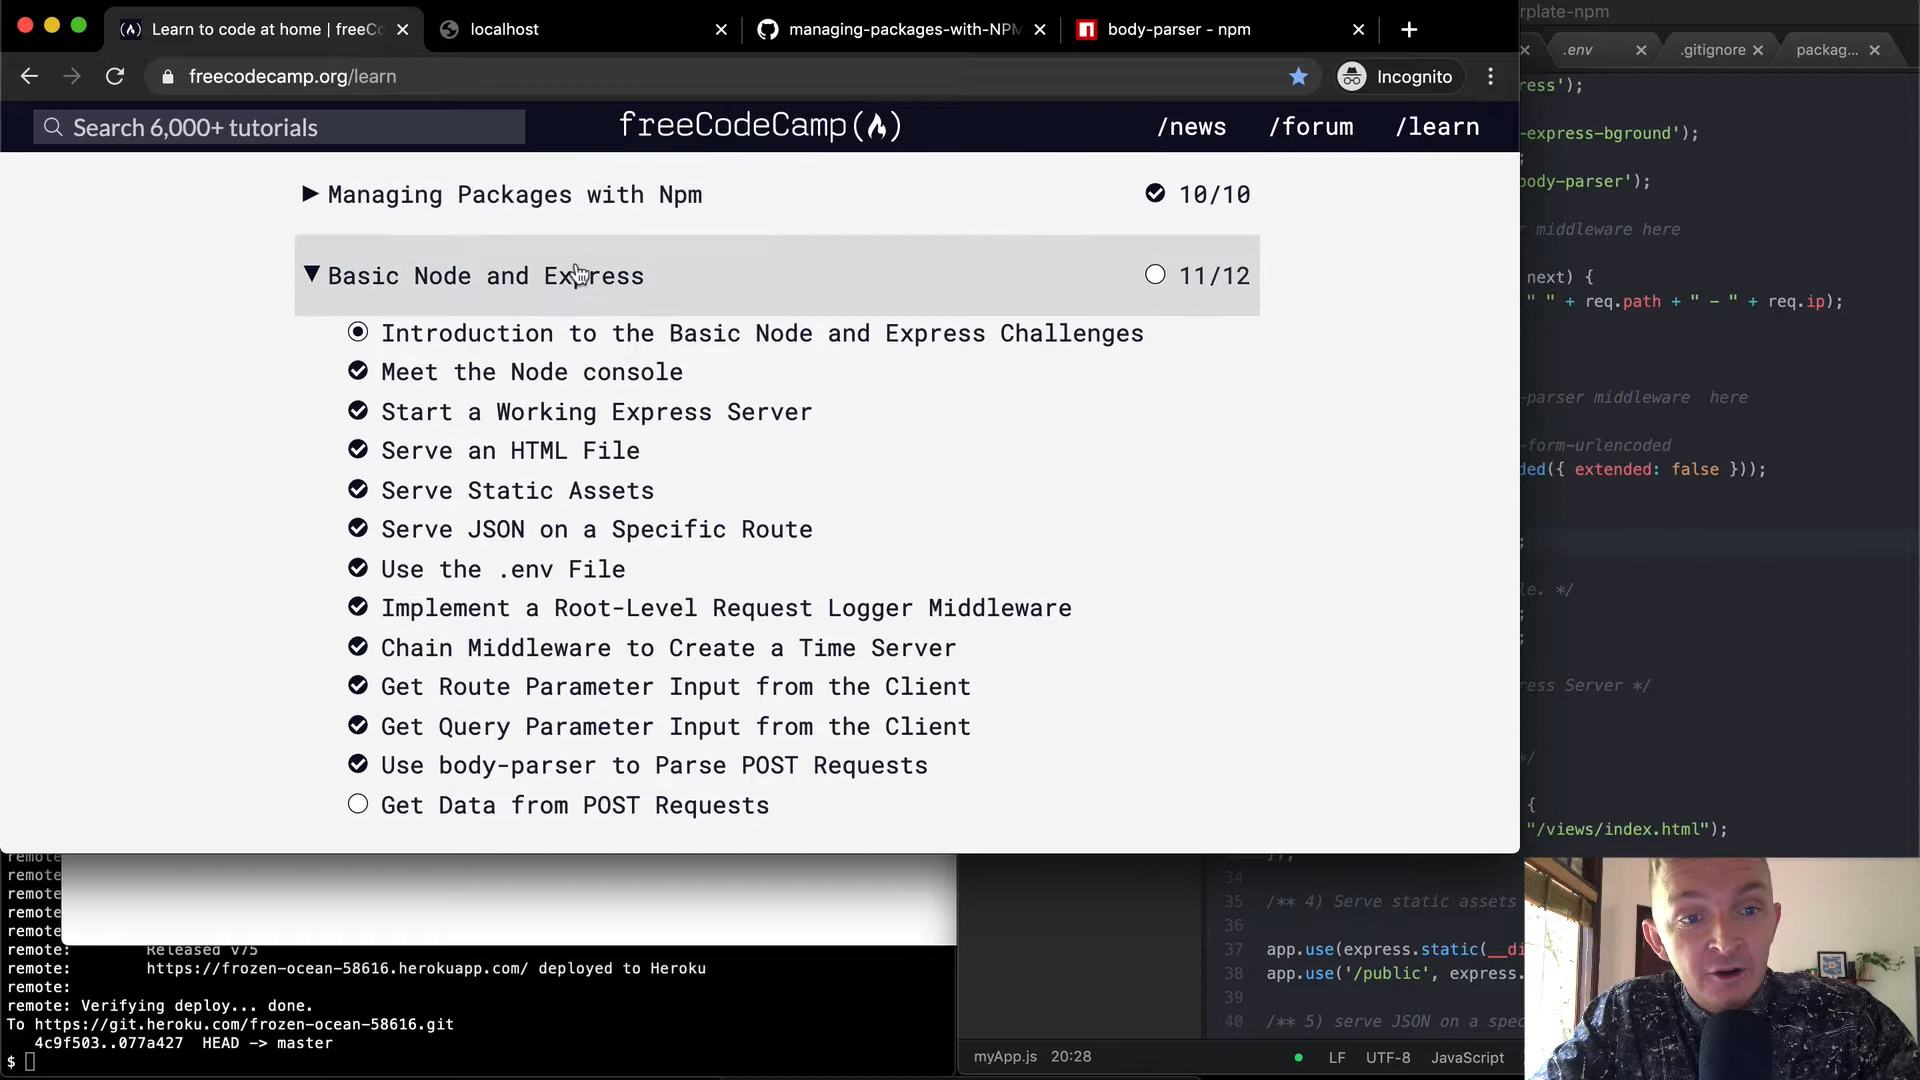 Learn to code at home | freeC
localhost
managing-packages-with-NPM
body-parser - npm
rplate-npm
.env
.gitignore
packag...
freecodecamp.org/learn
Incognito
Search 6,000+ tutorials
freeCodeCamp
/news
/forum
/learn
Managing Packages with Npm
10/10
Basic Node and Express
11/12
Introduction to the Basic Node and Express Challenges
Meet the Node console
Start a Working Express Server
Serve an HTML File
Serve Static Assets
Serve JSON on a Specific Route
Use the .env File
Implement a Root-Level Request Logger Middleware
Chain Middleware to Create a Time Server
Get Route Parameter Input from the Client
Get Query Parameter Input from the Client
Use body-parser to Parse POST Requests
Get Data from POST Requests
ress');
-express-bground');
;
body-parser');
r middleware here
next) {
" " + req.path + " - " + req.ip);
-parser middleware  here
-form-urlencoded
ded({ extended: false }));
;
le. */
;
;
ress Server */
*/
{
"/views/index.html");
});
34
35 /** 4) Serve static assets
36
37 app.use(express.static(__di
38 app.use('/public', express.
39
40 /** 5) serve JSON on a spec
myApp.js 20:28
LF UTF-8 JavaScript
remote
remote
remote
remote
remote
remote: Released v75
remote: https://frozen-ocean-58616.herokuapp.com/ deployed to Heroku
remote:
remote: Verifying deploy... done.
To https://git.heroku.com/frozen-ocean-58616.git
4c9f503..077a427 HEAD -> master
$